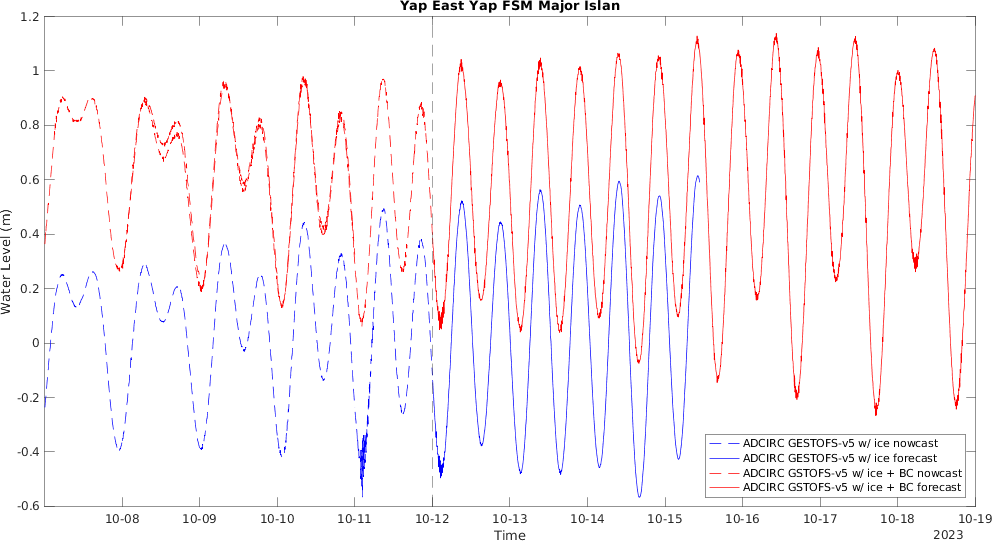 Yap East Yap FSM Major Islan
1.2
1
0.8
0.6
0.4
0.2
0
-0.2
-0.4
-0.6
Water Level (m)
ADCIRC GESTOFS-v5 w/ ice nowcast
ADCIRC GESTOFS-v5 w/ ice forecast
ADCIRC GSTOFS-v5 w/ ice + BC nowcast
ADCIRC GSTOFS-v5 w/ ice + BC forecast
10-08 10-09 10-10 10-11 10-12 10-13 10-14 10-15 10-16 10-17 10-18 10-19
Time
2023